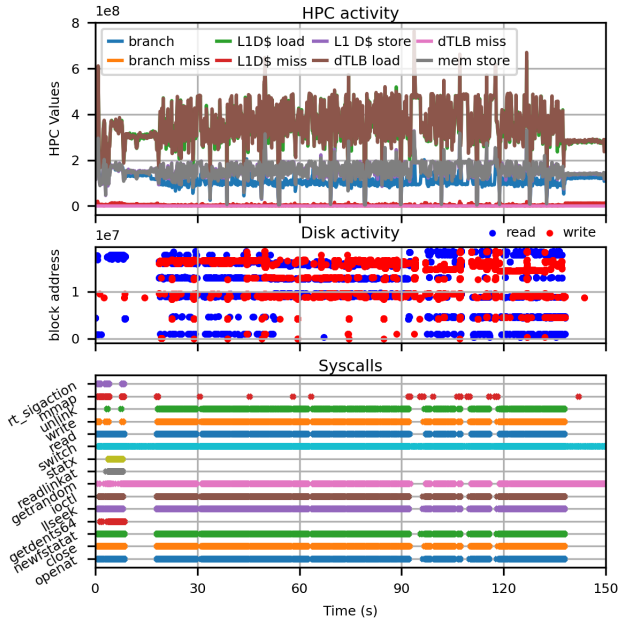 HPC activity
1e8
branch L1D$ load L1 D$ store dTLB miss
branch miss L1D$ miss dTLB load mem store
HPC Values
8
6
4
2
0
Disk activity
1e7
read write
block address
1
0
Syscalls
rt_sigaction
mmap
unlink
write
read
switch
statx
readlinkat
getrandom
ioctl
llseek
getdents64
newfstatat
close
openat
0 30 60 90 120 150
Time (s)